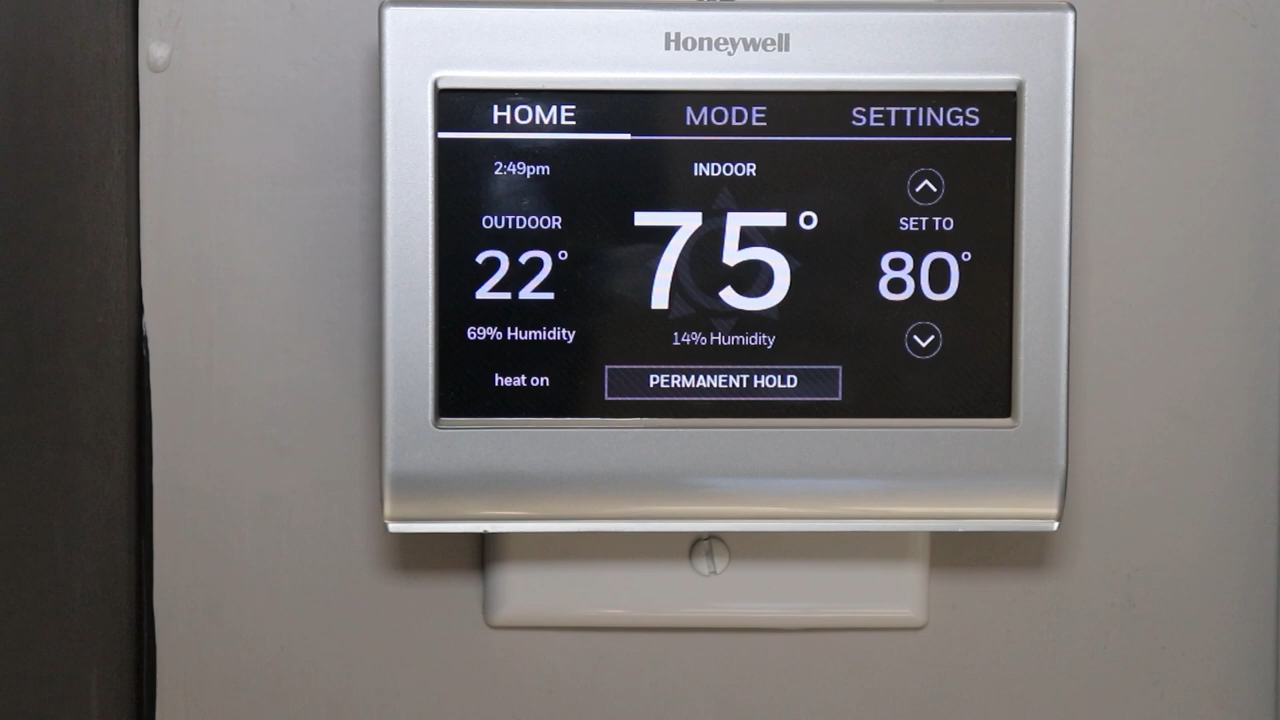 Honeywell
HOME MODE SETTINGS
2:49pm
OUTDOOR
22°
69% Humidity
heat on
INDOOR
75°
14% Humidity
PERMANENT HOLD
SET TO
80°